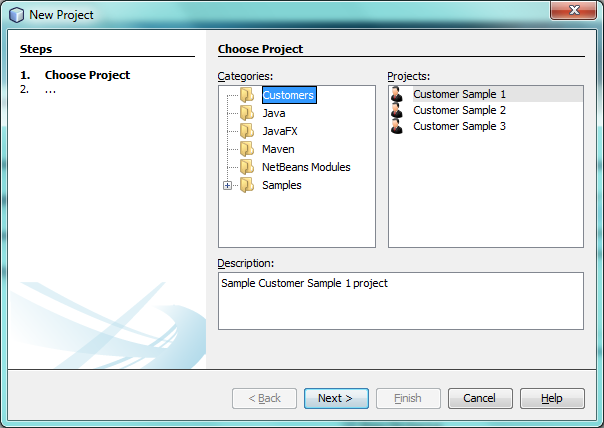 New Project
Steps
1. Choose Project
2. ...
Choose Project
Categories:
Customers
Java
JavaFX
Maven
NetBeans Modules
Samples
Projects:
Customer Sample 1
Customer Sample 2
Customer Sample 3
Description:
Sample Customer Sample 1 project
< Back
Next >
Finish
Cancel
Help